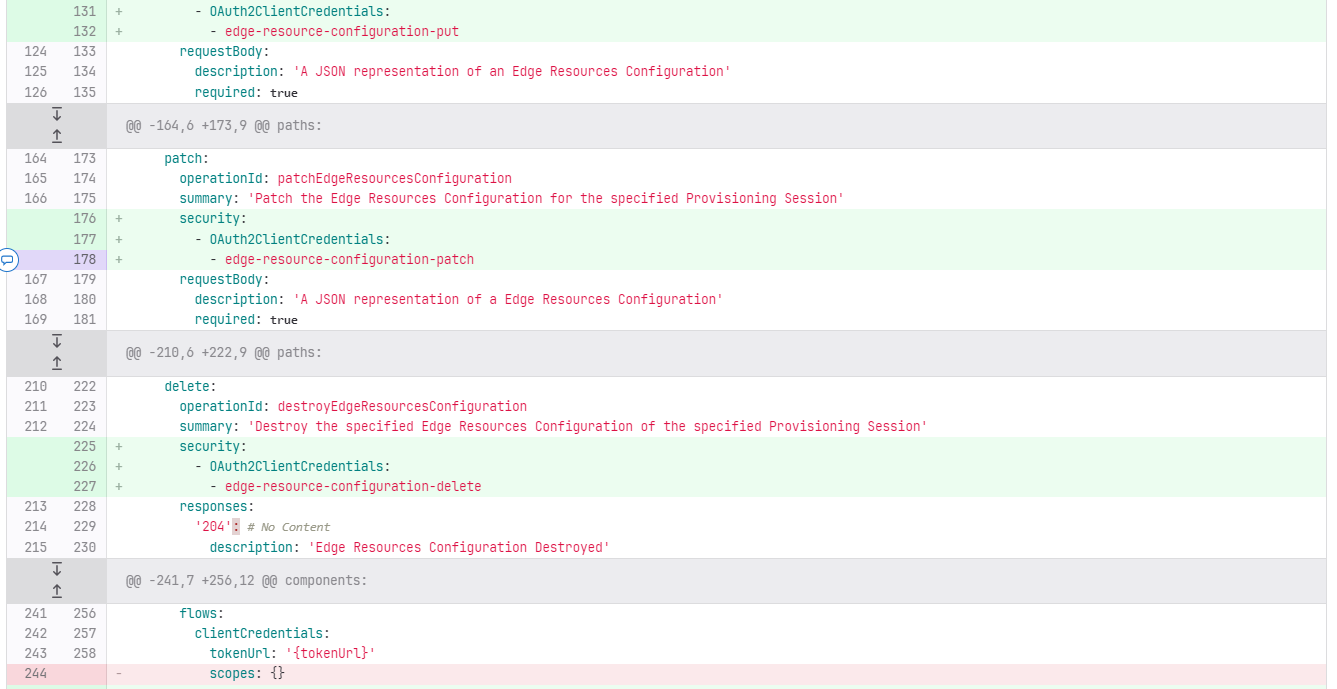 131 + - OAuth2ClientCredentials:
132 + - edge-resource-configuration-put
124 133 requestBody:
125 134 description: 'A JSON representation of an Edge Resources Configuration'
126 135 required: true
@@ -164,6 +173,9 @@ paths:
164 173 patch:
165 174 operationId: patchEdgeResourcesConfiguration
166 175 summary: 'Patch the Edge Resources Configuration for the specified Provisioning Session'
176 + security:
177 + - OAuth2ClientCredentials:
178 + - edge-resource-configuration-patch
167 179 requestBody:
168 180 description: 'A JSON representation of a Edge Resources Configuration'
169 181 required: true
@@ -210,6 +222,9 @@ paths:
210 222 delete:
211 223 operationId: destroyEdgeResourcesConfiguration
212 224 summary: 'Destroy the specified Edge Resources Configuration of the specified Provisioning Session'
225 + security:
226 + - OAuth2ClientCredentials:
227 + - edge-resource-configuration-delete
213 228 responses:
214 229 '204': # No Content
215 230 description: 'Edge Resources Configuration Destroyed'
@@ -241,7 +256,12 @@ components:
241 256 flows:
242 257 clientCredentials:
243 258 tokenUrl: '{tokenUrl}'
244 - scopes: {}